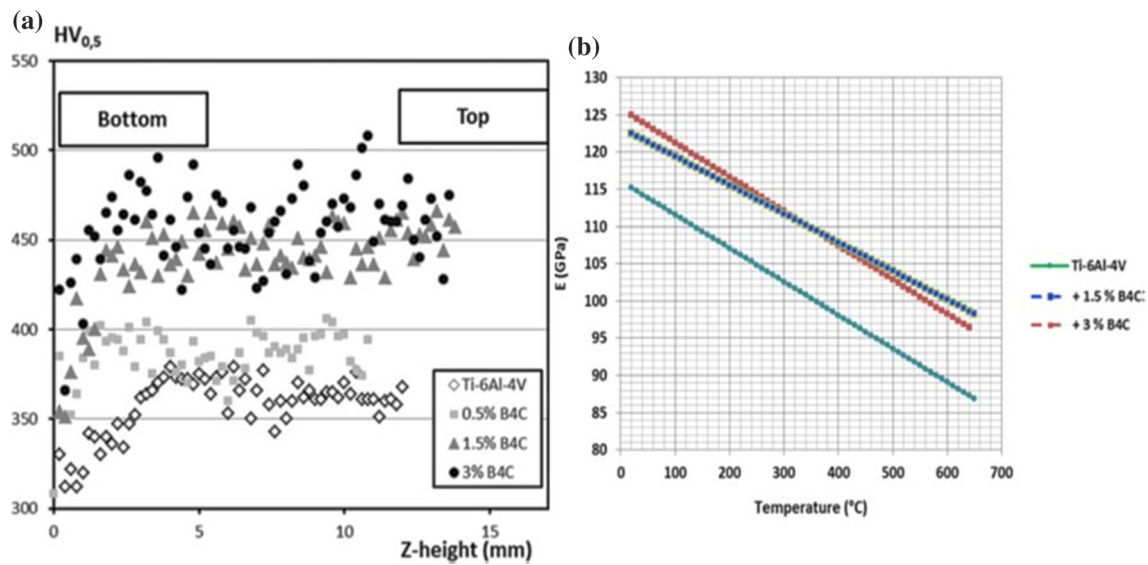 (a)
HV0,5
550
500
450
400
350
300
0
5
10
15
Z-height (mm)
Bottom
Top
Ti-6Al-4V
0.5% B4C
1.5% B4C
3% B4C
(b)
130
125
120
115
110
105
100
95
90
85
80
E (GPa)
0
100
200
300
400
500
600
700
Temperature (°C)
Ti-6Al-4V
+ 1.5 % B4C:
+ 3 % B4C